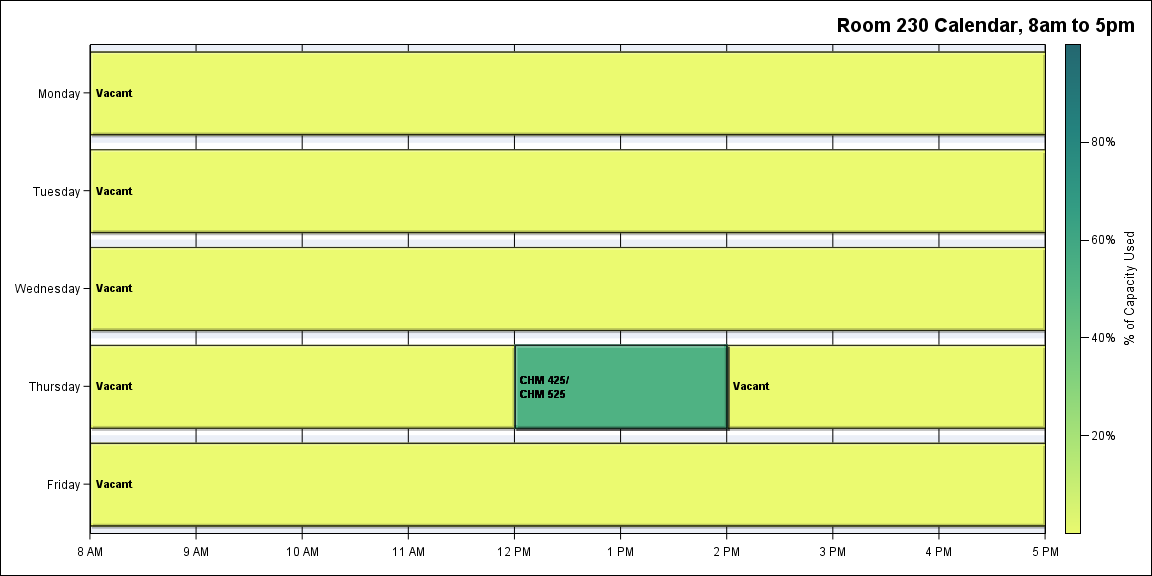 Room 230 Calendar, 8am to 5pm
Monday
Vacant
Tuesday
Vacant
Wednesday
Vacant
Thursday
Vacant
CHM 425/
CHM 525
Vacant
Friday
Vacant
8 AM 9 AM 10 AM 11 AM 12 PM 1 PM 2 PM 3 PM 4 PM 5 PM
80%
60%
40%
20%
% of Capacity Used